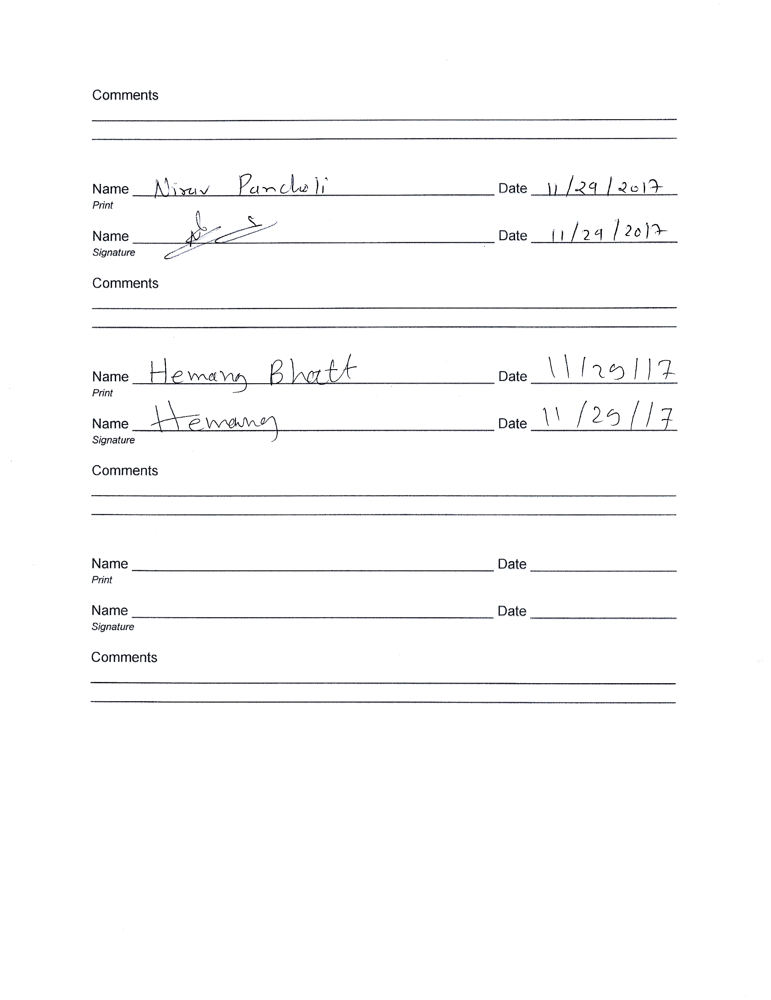 Comments
Name Nirav Pancholi Date 11/29/2017
Print
Name Date 11/29/2017
Signature
Comments
Name Hemang Bhatt Date 11/29/17
Print
Name Hemang Date 11/29/17
Signature
Comments
Name Date
Print
Name Date
Signature
Comments